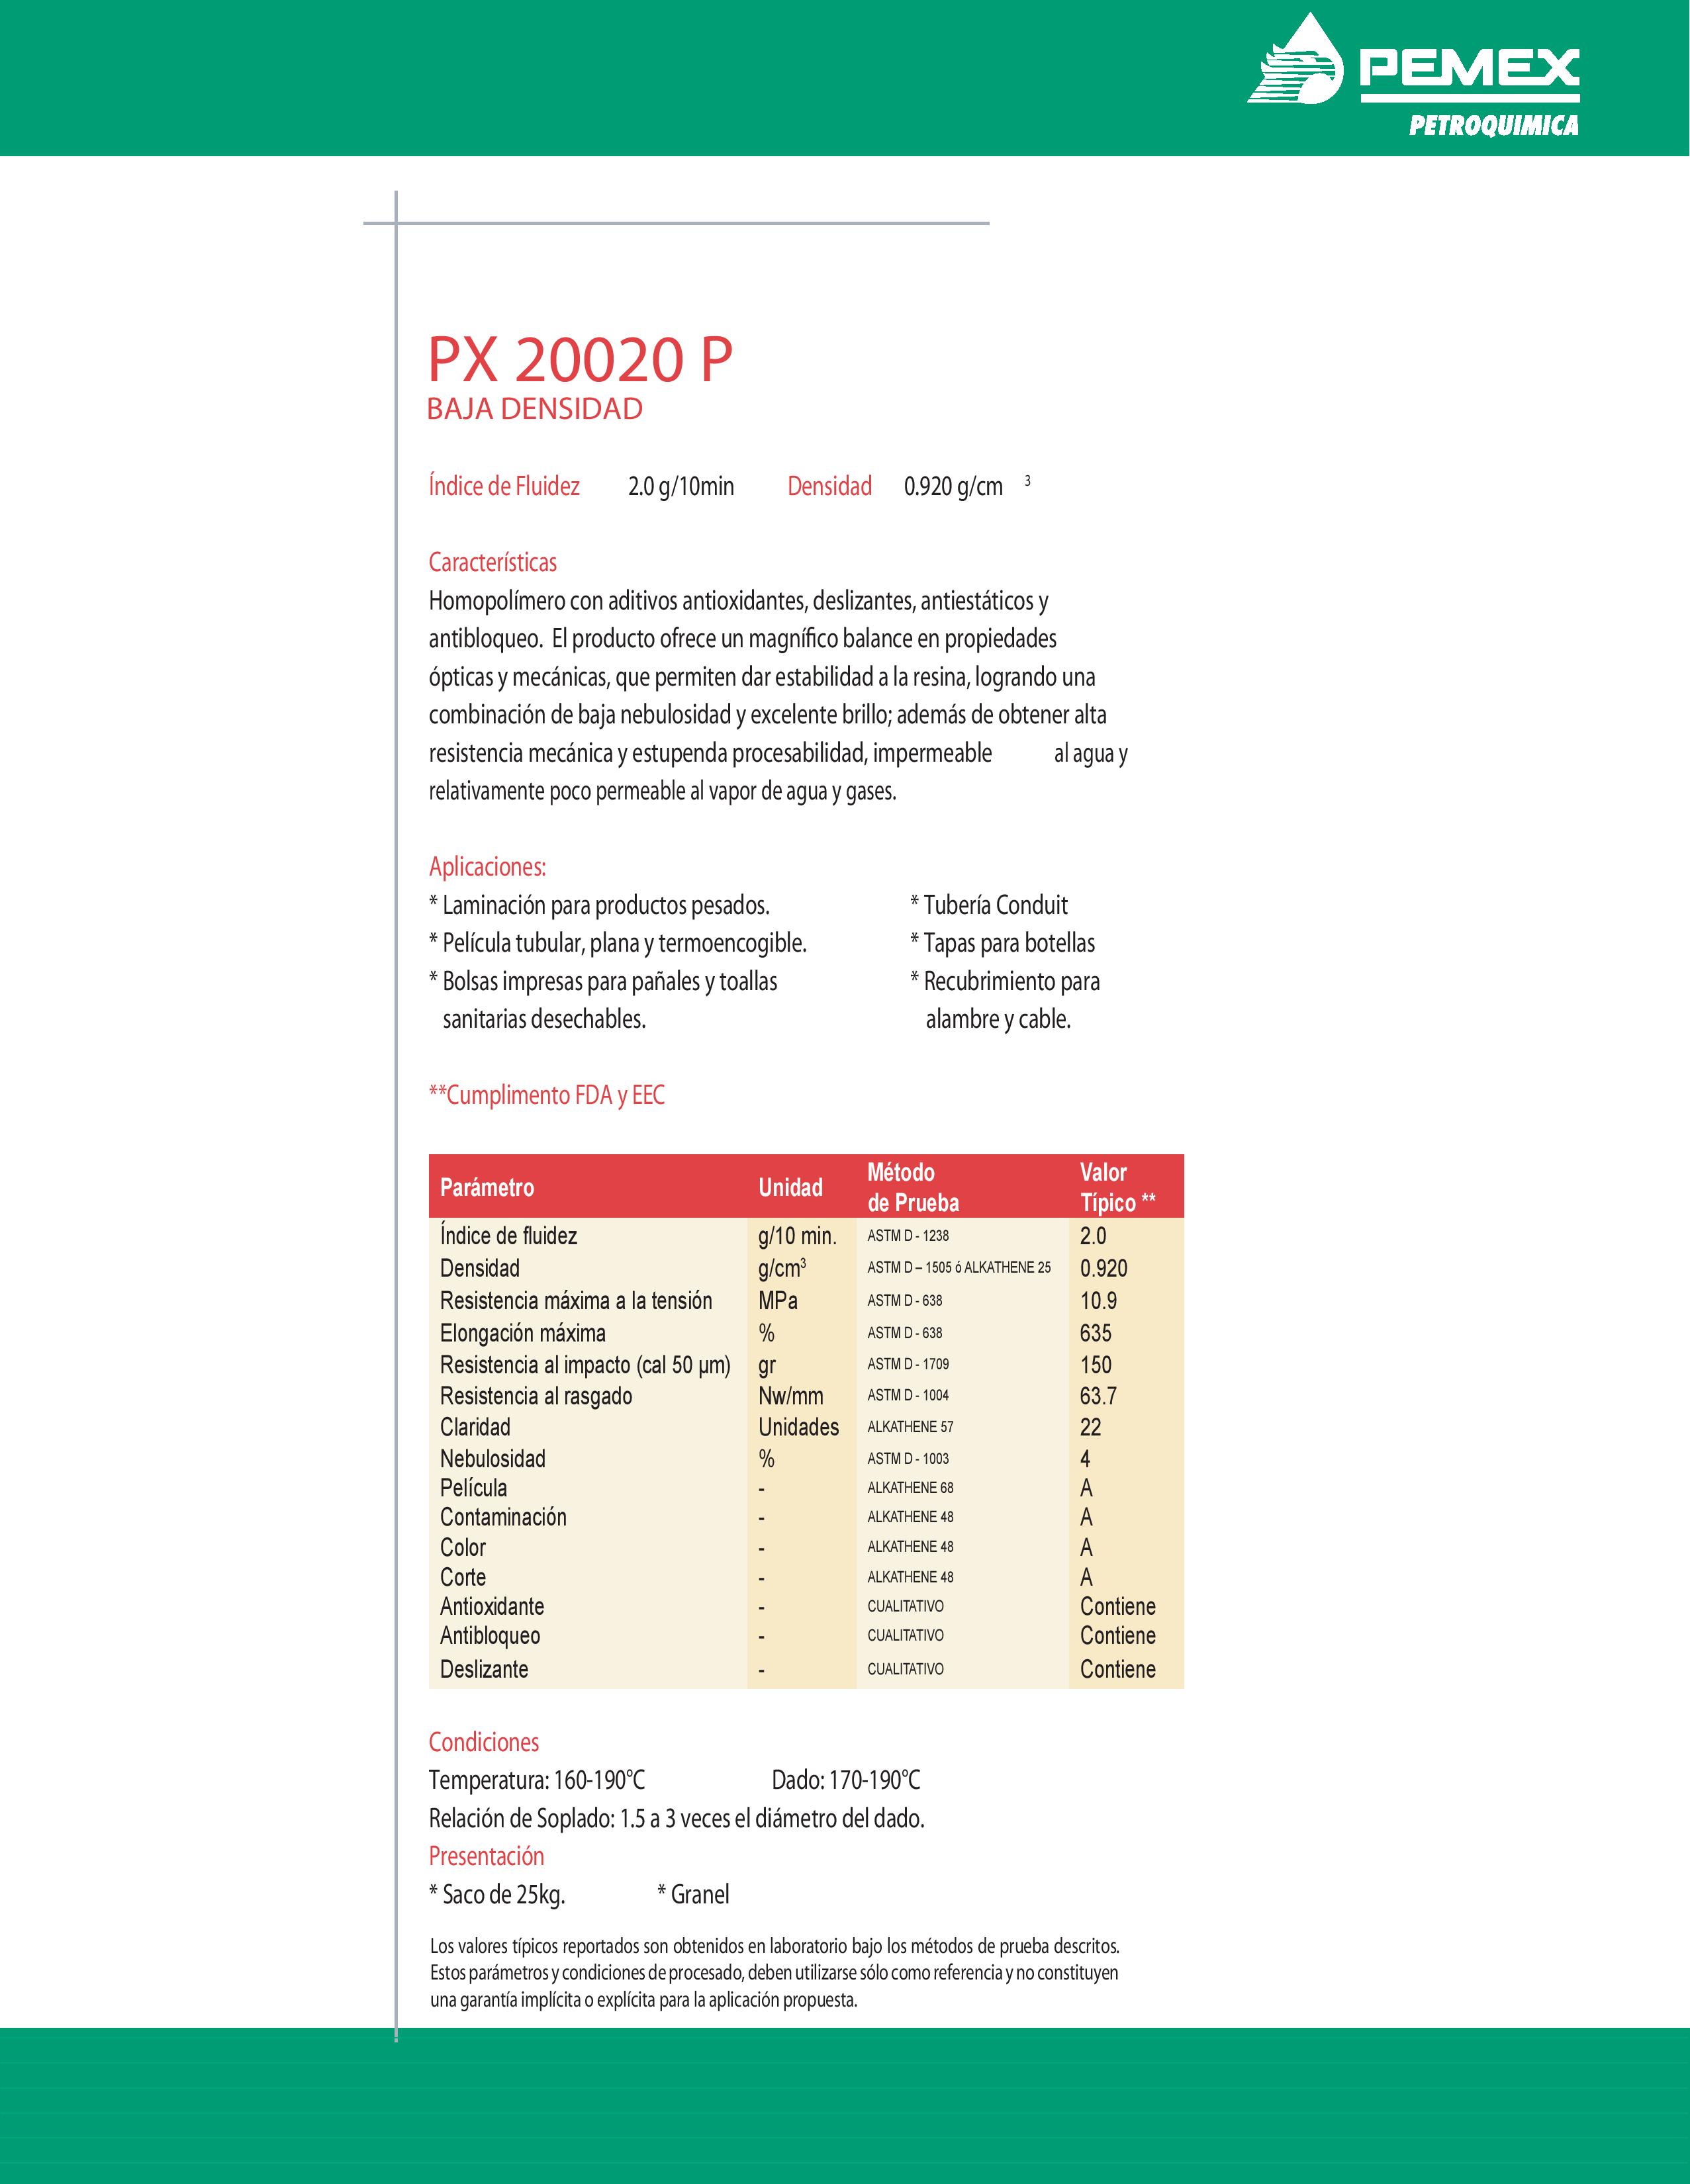 PEMEX
PETROQUIMICA
PX 20020 P
BAJA DENSIDAD
Índice de Fluidez 2.0 g/10min Densidad 0.920 g/cm 3
Características
Homopolímero con aditivos antioxidantes, deslizantes, antiestáticos y
antibloqueo. El producto ofrece un magnífico balance en propiedades
ópticas y mecánicas, que permiten dar estabilidad a la resina, logrando una
combinación de baja nebulosidad y excelente brillo; además de obtener alta
resistencia mecánica y estupenda procesabilidad, impermeable al agua y
relativamente poco permeable al vapor de agua y gases.
Aplicaciones:
* Laminación para productos pesados. * Tubería Conduit
* Película tubular, plana y termoencogible. * Tapas para botellas
* Bolsas impresas para pañales y toallas * Recubrimiento para
sanitarias desechables. alambre y cable.
**Cumplimento FDA y EEC
Parámetro Unidad Método de Prueba Valor Típico **
Índice de fluidez g/10 min. ASTM D - 1238 2.0
Densidad g/cm³ ASTM D – 1505 ó ALKATHENE 25 0.920
Resistencia máxima a la tensión MPa ASTM D - 638 10.9
Elongación máxima % ASTM D - 638 635
Resistencia al impacto (cal 50 µm) gr ASTM D - 1709 150
Resistencia al rasgado Nw/mm ASTM D - 1004 63.7
Claridad Unidades ALKATHENE 57 22
Nebulosidad % ASTM D - 1003 4
Película - ALKATHENE 68 A
Contaminación - ALKATHENE 48 A
Color - ALKATHENE 48 A
Corte - ALKATHENE 48 A
Antioxidante - CUALITATIVO Contiene
Antibloqueo - CUALITATIVO Contiene
Deslizante - CUALITATIVO Contiene
Condiciones
Temperatura: 160-190°C Dado: 170-190°C
Relación de Soplado: 1.5 a 3 veces el diámetro del dado.
Presentación
* Saco de 25kg. * Granel
Los valores típicos reportados son obtenidos en laboratorio bajo los métodos de prueba descritos.
Estos parámetros y condiciones de procesado, deben utilizarse sólo como referencia y no constituyen
una garantía implícita o explícita para la aplicación propuesta.